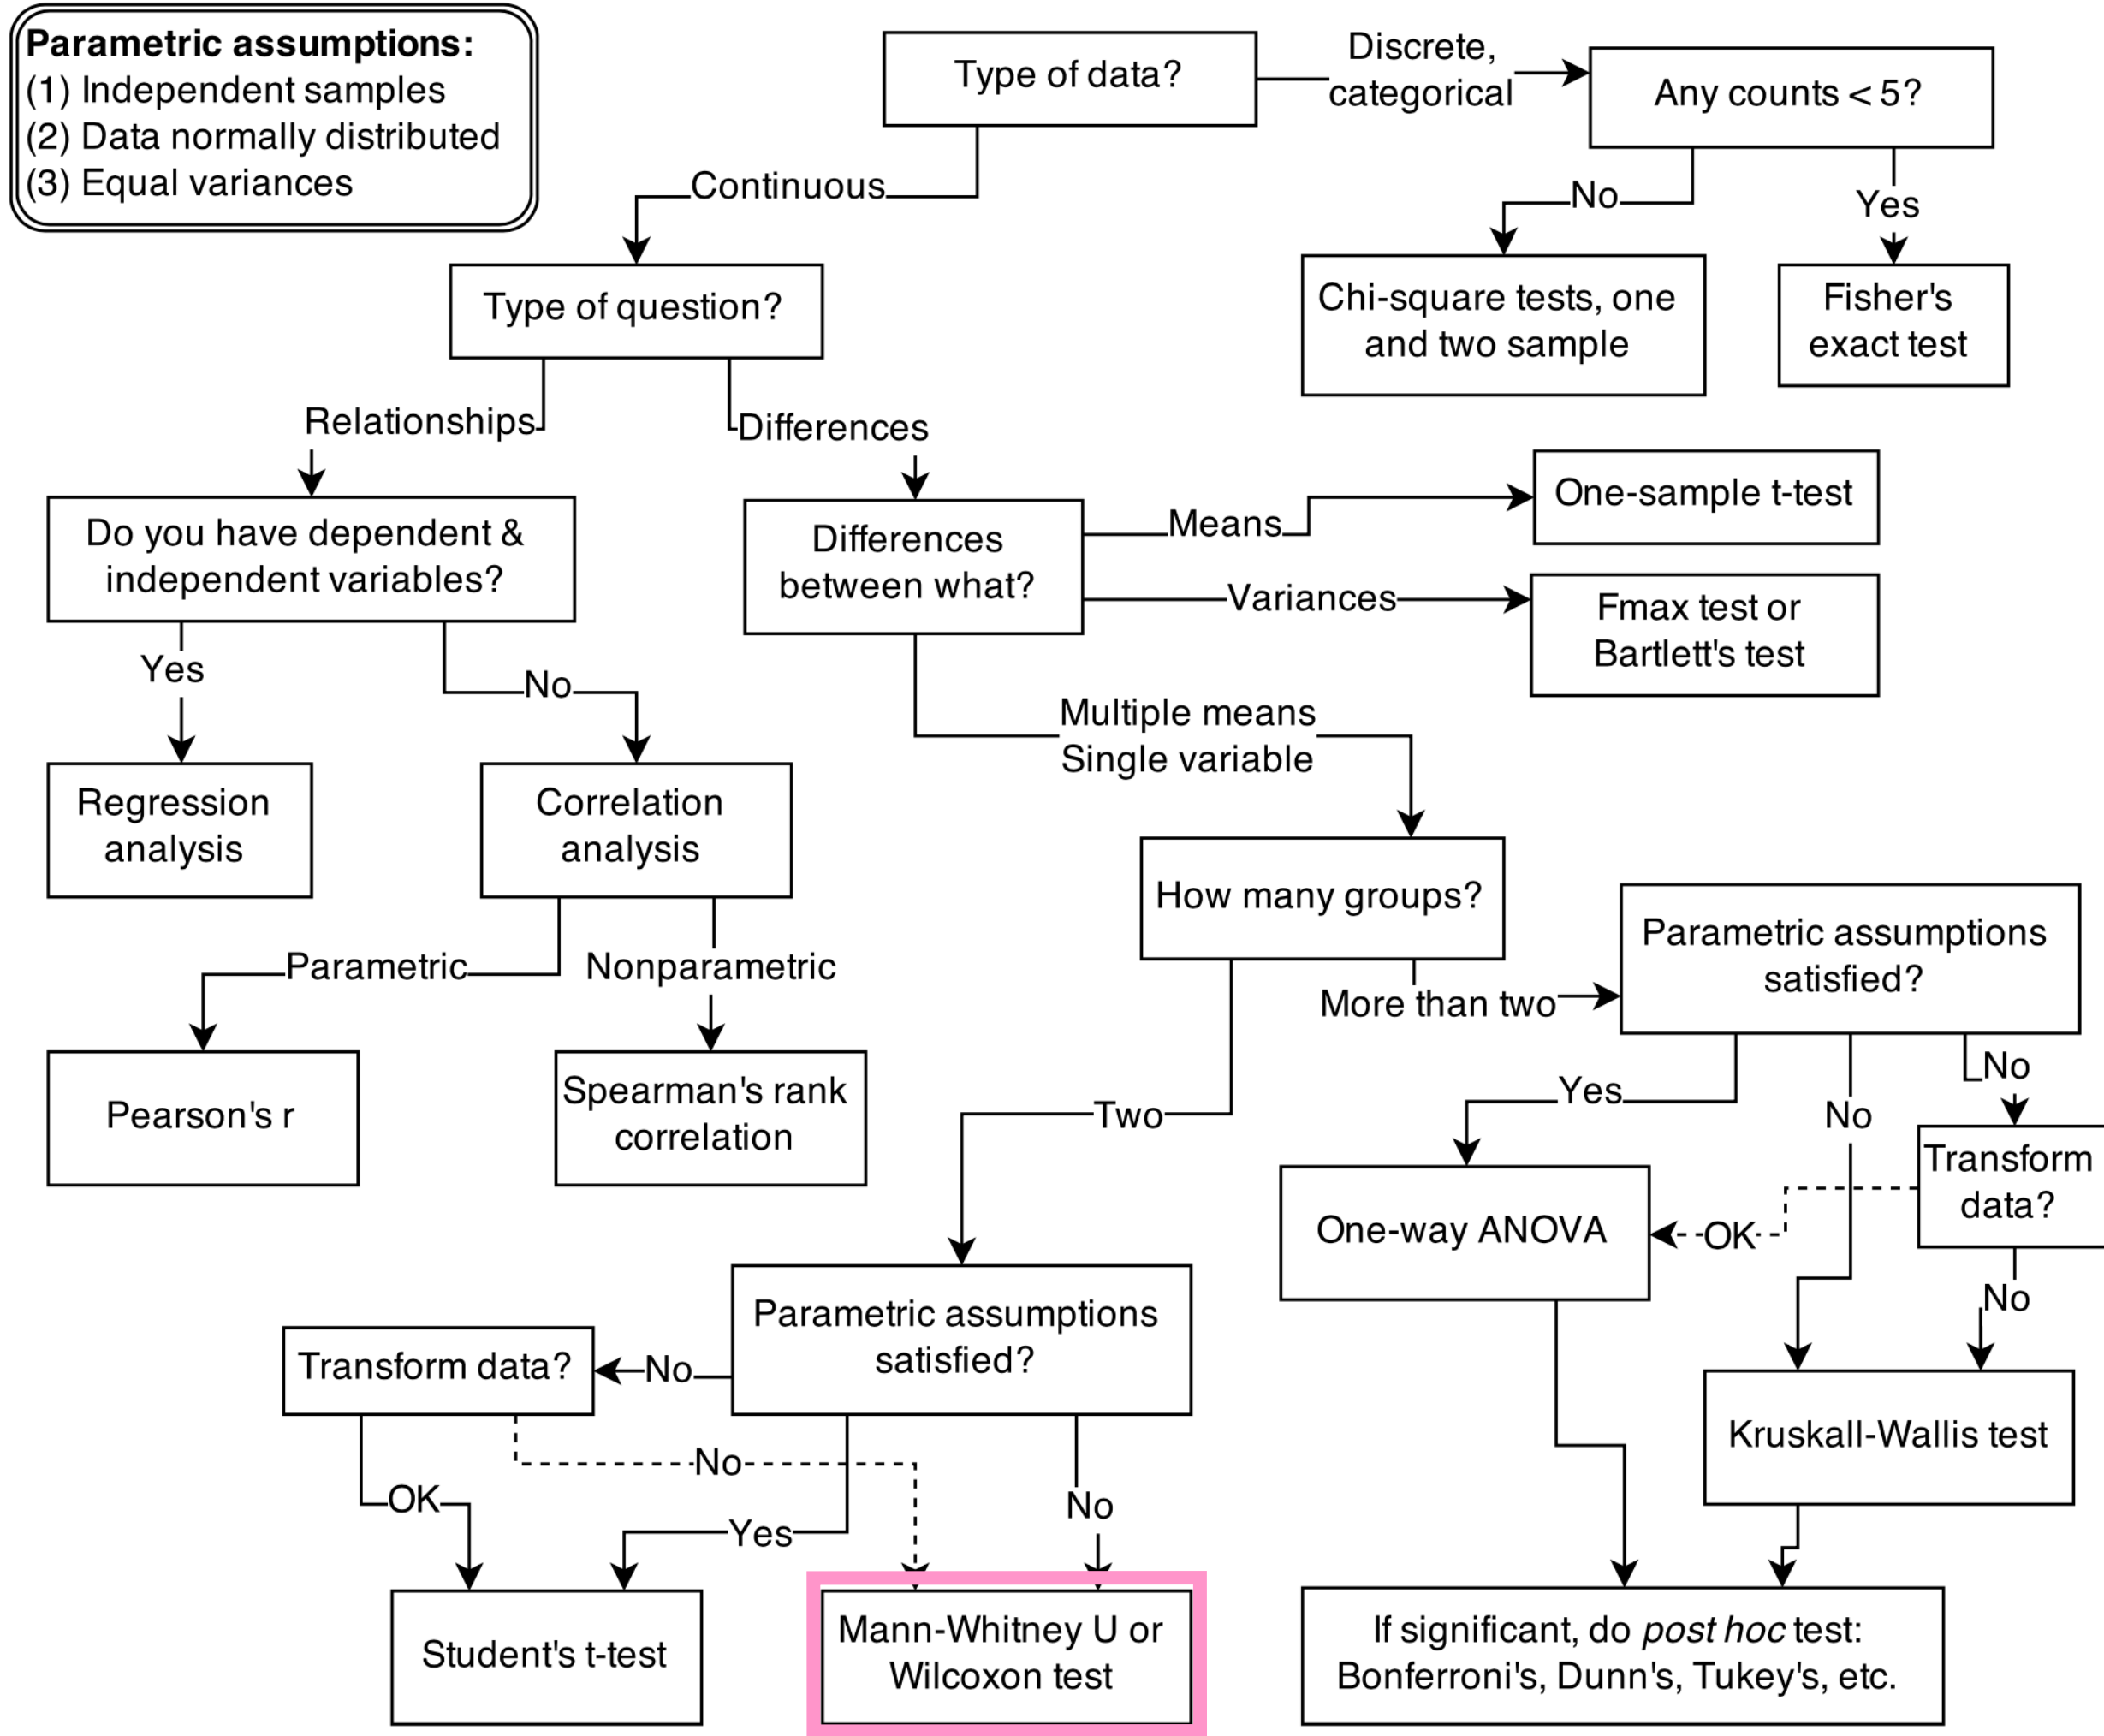 Parametric assumptions:
(1) Independent samples
(2) Data normally distributed
(3) Equal variances
Type of data?
Discrete,
categorical
Any counts < 5?
Continuous
No
Yes
Type of question?
Chi-square tests, one
and two sample
Fisher's
exact test
Relationships
Differences
Do you have dependent &
independent variables?
Differences
between what?
Means
One-sample t-test
Variances
Fmax test or
Bartlett's test
Yes
No
Multiple means
Single variable
Regression
analysis
Correlation
analysis
How many groups?
Parametric assumptions
satisfied?
Parametric
Nonparametric
More than two
Pearson's r
Spearman's rank
correlation
Two
Yes
No
No
Transform
data?
One-way ANOVA
OK
No
Parametric assumptions
satisfied?
Transform data?
No
Kruskall-Wallis test
No
OK
Yes
No
Student's t-test
Mann-Whitney U or
Wilcoxon test
If significant, do post hoc test:
Bonferroni's, Dunn's, Tukey's, etc.